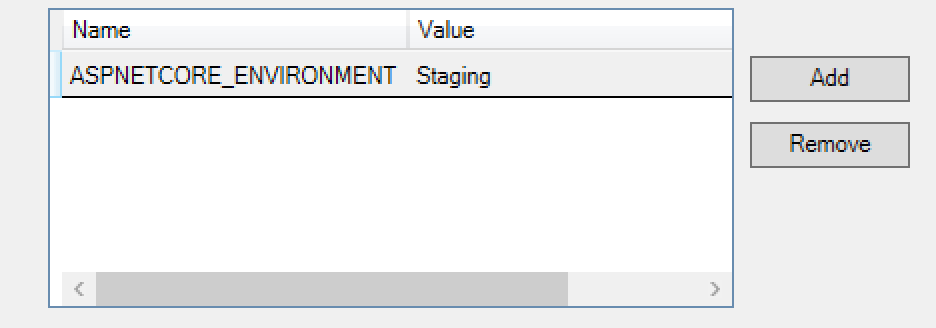 Name Value
ASPNETCORE_ENVIRONMENT Staging
Add
Remove